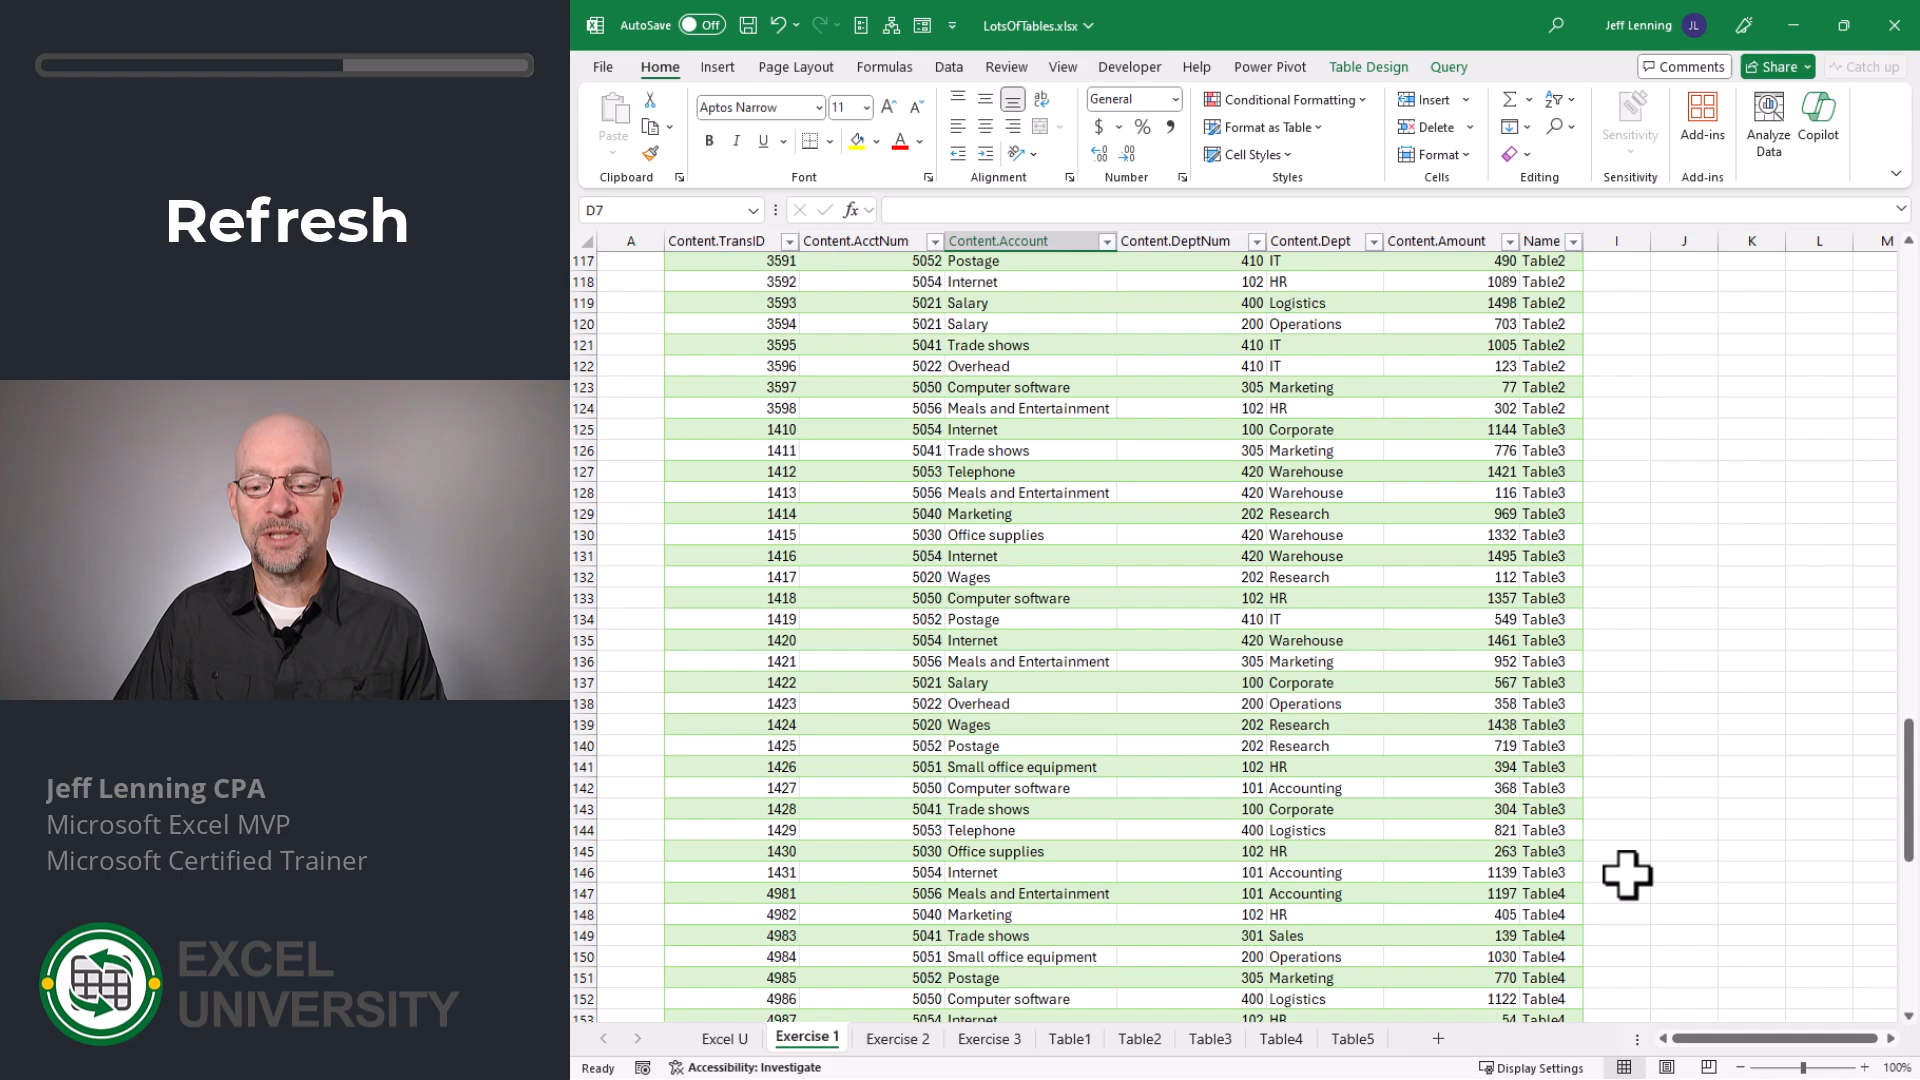 Refresh
Jeff Lenning CPA
Microsoft Excel MVP
Microsoft Certified Trainer
EXCEL
UNIVERSITY
AutoSave Off LotsOfTables.xlsx Jeff Lenning JL
File Home Insert Page Layout Formulas Data Review View Developer Help Power Pivot Table Design Query Comments Share Catch up
Paste Aptos Narrow 11 General Conditional Formatting Format as Table Cell Styles Insert Delete Format Sensitivity Add-ins Analyze Data Copilot
Clipboard Font Alignment Number Styles Cells Editing Sensitivity Add-ins
D7 fx
A Content.TransID Content.AcctNum Content.Account Content.DeptNum Content.Dept Content.Amount Name I J K L M
117 3591 5052 Postage 410 IT 490 Table2
118 3592 5054 Internet 102 HR 1089 Table2
119 3593 5021 Salary 400 Logistics 1498 Table2
120 3594 5021 Salary 200 Operations 703 Table2
121 3595 5041 Trade shows 410 IT 1005 Table2
122 3596 5022 Overhead 410 IT 123 Table2
123 3597 5050 Computer software 305 Marketing 77 Table2
124 3598 5056 Meals and Entertainment 102 HR 302 Table2
125 1410 5054 Internet 100 Corporate 1144 Table3
126 1411 5041 Trade shows 305 Marketing 776 Table3
127 1412 5053 Telephone 420 Warehouse 1421 Table3
128 1413 5056 Meals and Entertainment 420 Warehouse 116 Table3
129 1414 5040 Marketing 202 Research 969 Table3
130 1415 5030 Office supplies 420 Warehouse 1332 Table3
131 1416 5054 Internet 420 Warehouse 1495 Table3
132 1417 5020 Wages 202 Research 112 Table3
133 1418 5050 Computer software 102 HR 1357 Table3
134 1419 5052 Postage 410 IT 549 Table3
135 1420 5054 Internet 420 Warehouse 1461 Table3
136 1421 5056 Meals and Entertainment 305 Marketing 952 Table3
137 1422 5021 Salary 100 Corporate 567 Table3
138 1423 5022 Overhead 200 Operations 358 Table3
139 1424 5020 Wages 202 Research 1438 Table3
140 1425 5052 Postage 202 Research 719 Table3
141 1426 5051 Small office equipment 102 HR 394 Table3
142 1427 5050 Computer software 101 Accounting 368 Table3
143 1428 5041 Trade shows 100 Corporate 304 Table3
144 1429 5053 Telephone 400 Logistics 821 Table3
145 1430 5030 Office supplies 102 HR 263 Table3
146 1431 5054 Internet 101 Accounting 1139 Table3
147 4981 5056 Meals and Entertainment 101 Accounting 1197 Table4
148 4982 5040 Marketing 102 HR 405 Table4
149 4983 5041 Trade shows 301 Sales 139 Table4
150 4984 5051 Small office equipment 200 Operations 1030 Table4
151 4985 5052 Postage 305 Marketing 770 Table4
152 4986 5050 Computer software 400 Logistics 1122 Table4
153 4987 5054 Internet 102 HR 54 Table4
Excel U Exercise 1 Exercise 2 Exercise 3 Table1 Table2 Table3 Table4 Table5
Ready Accessibility: Investigate Display Settings 100%